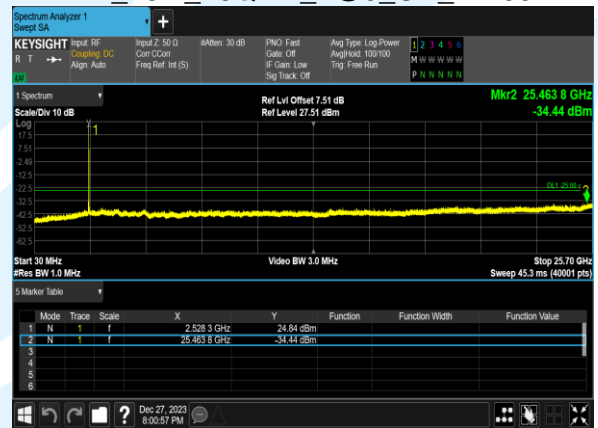 Spectrum Analyzer 1
Swept SA
KEYSIGHT Input: RF Input Z: 50 Ω #Atten: 30 dB PNO: Fast Avg Type: Log-Power 1 2 3 4 5 6
R T Coupling: DC Corr CCorr Gate: Off Avg|Hold: 100/100 M W W W W W
Align: Auto Freq Ref: Int (S) IF Gain: Low Trig: Free Run
Sig Track: Off P N N N N N
1 Spectrum
Ref Lvl Offset 7.51 dB Mkr2 25.463 8 GHz
Scale/Div 10 dB Ref Level 27.51 dBm -34.44 dBm
Log
17.5
7.51
-2.49
-12.5
-22.5
-32.5
-42.5
-52.5
-62.5
1
DL1 -25.00
Start 30 MHz Video BW 3.0 MHz Stop 25.70 GHz
#Res BW 1.0 MHz Sweep 45.3 ms (40001 pts)
5 Marker Table
Mode Trace Scale X Y Function Function Width Function Value
1 N 1 f 2.528 3 GHz 24.84 dBm
2 N 1 f 25.463 8 GHz -34.44 dBm
3
4
5
6
? Dec 27, 2023
8:00:57 PM